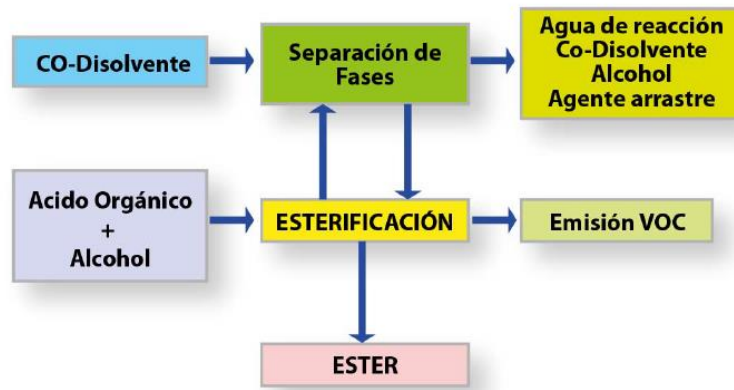 CO-Disolvente
Separación de
Fases
Agua de reacción
Co-Disolvente
Alcohol
Agente arrastre
Acido Orgánico
+
Alcohol
ESTERIFICACIÓN
Emisión VOC
ESTER